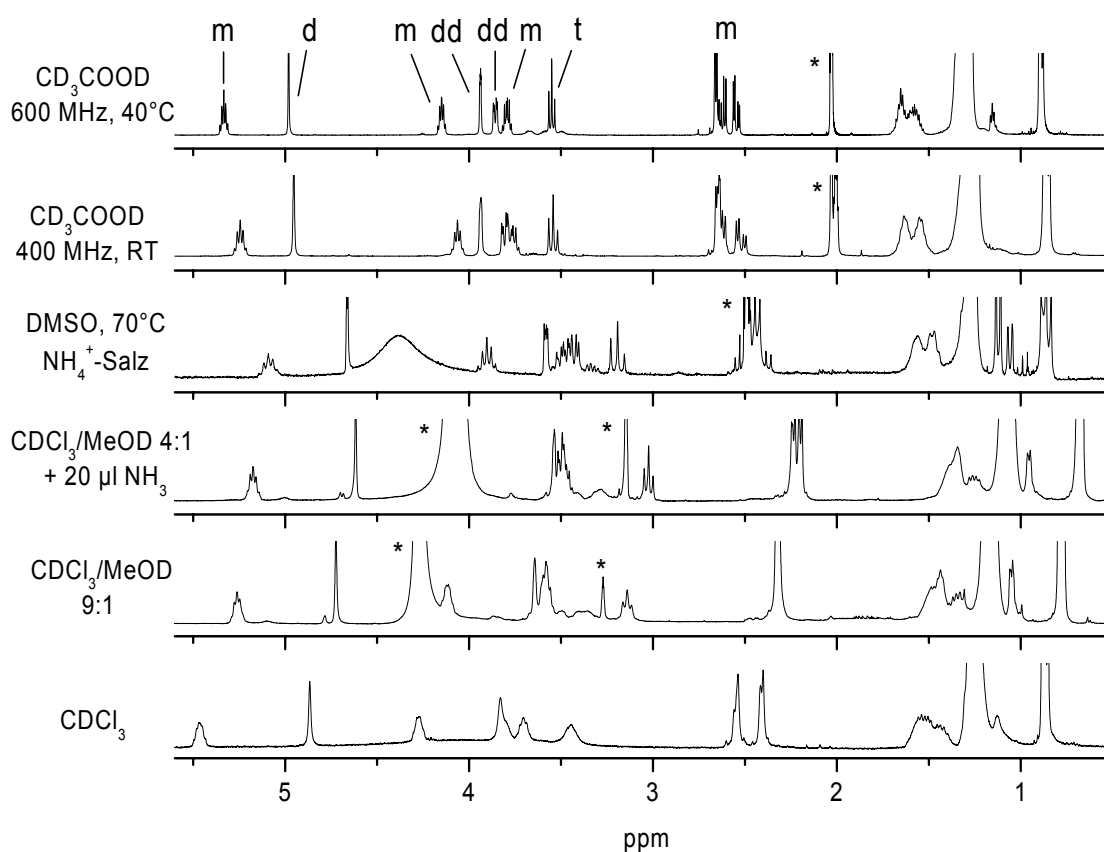 m d m dd dd m t m
*
CD₃COOD
600 MHz, 40°C
*
CD₃COOD
400 MHz, RT
*
DMSO, 70°C
NH₄⁺-Salz
* *
CDCl₃/MeOD 4:1
+ 20 µl NH₃
* *
CDCl₃/MeOD
9:1
CDCl₃
5 4 3 2 1
ppm